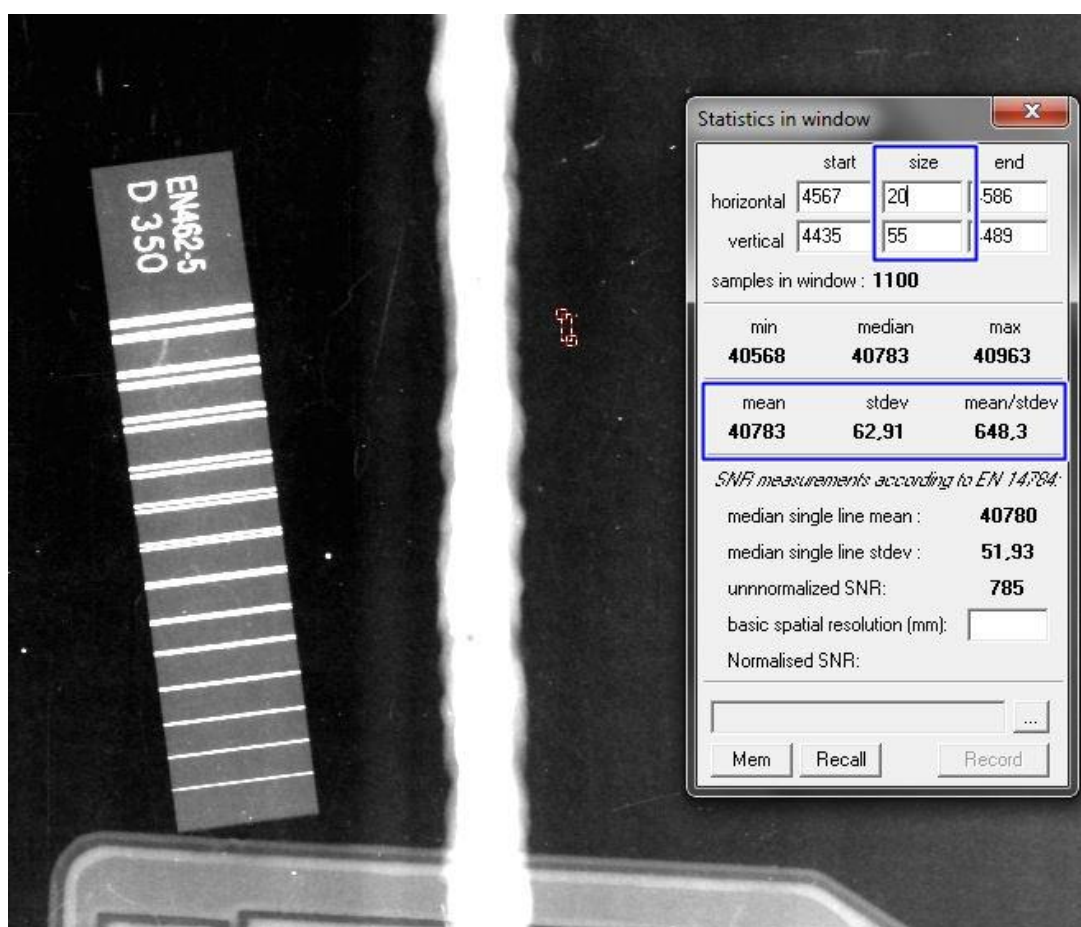 EN462-5
D 350
Statistics in window
start size end
horizontal 4567 20 586
vertical 4435 55 489
samples in window : 1100
min median max
40568 40783 40963
mean stdev mean/stdev
40783 62,91 648,3
SNR measurements according to EN 14784:
median single line mean : 40780
median single line stdev : 51,93
unnnormalized SNR: 785
basic spatial resolution (mm):
Normalised SNR:
...
Mem Recall Record